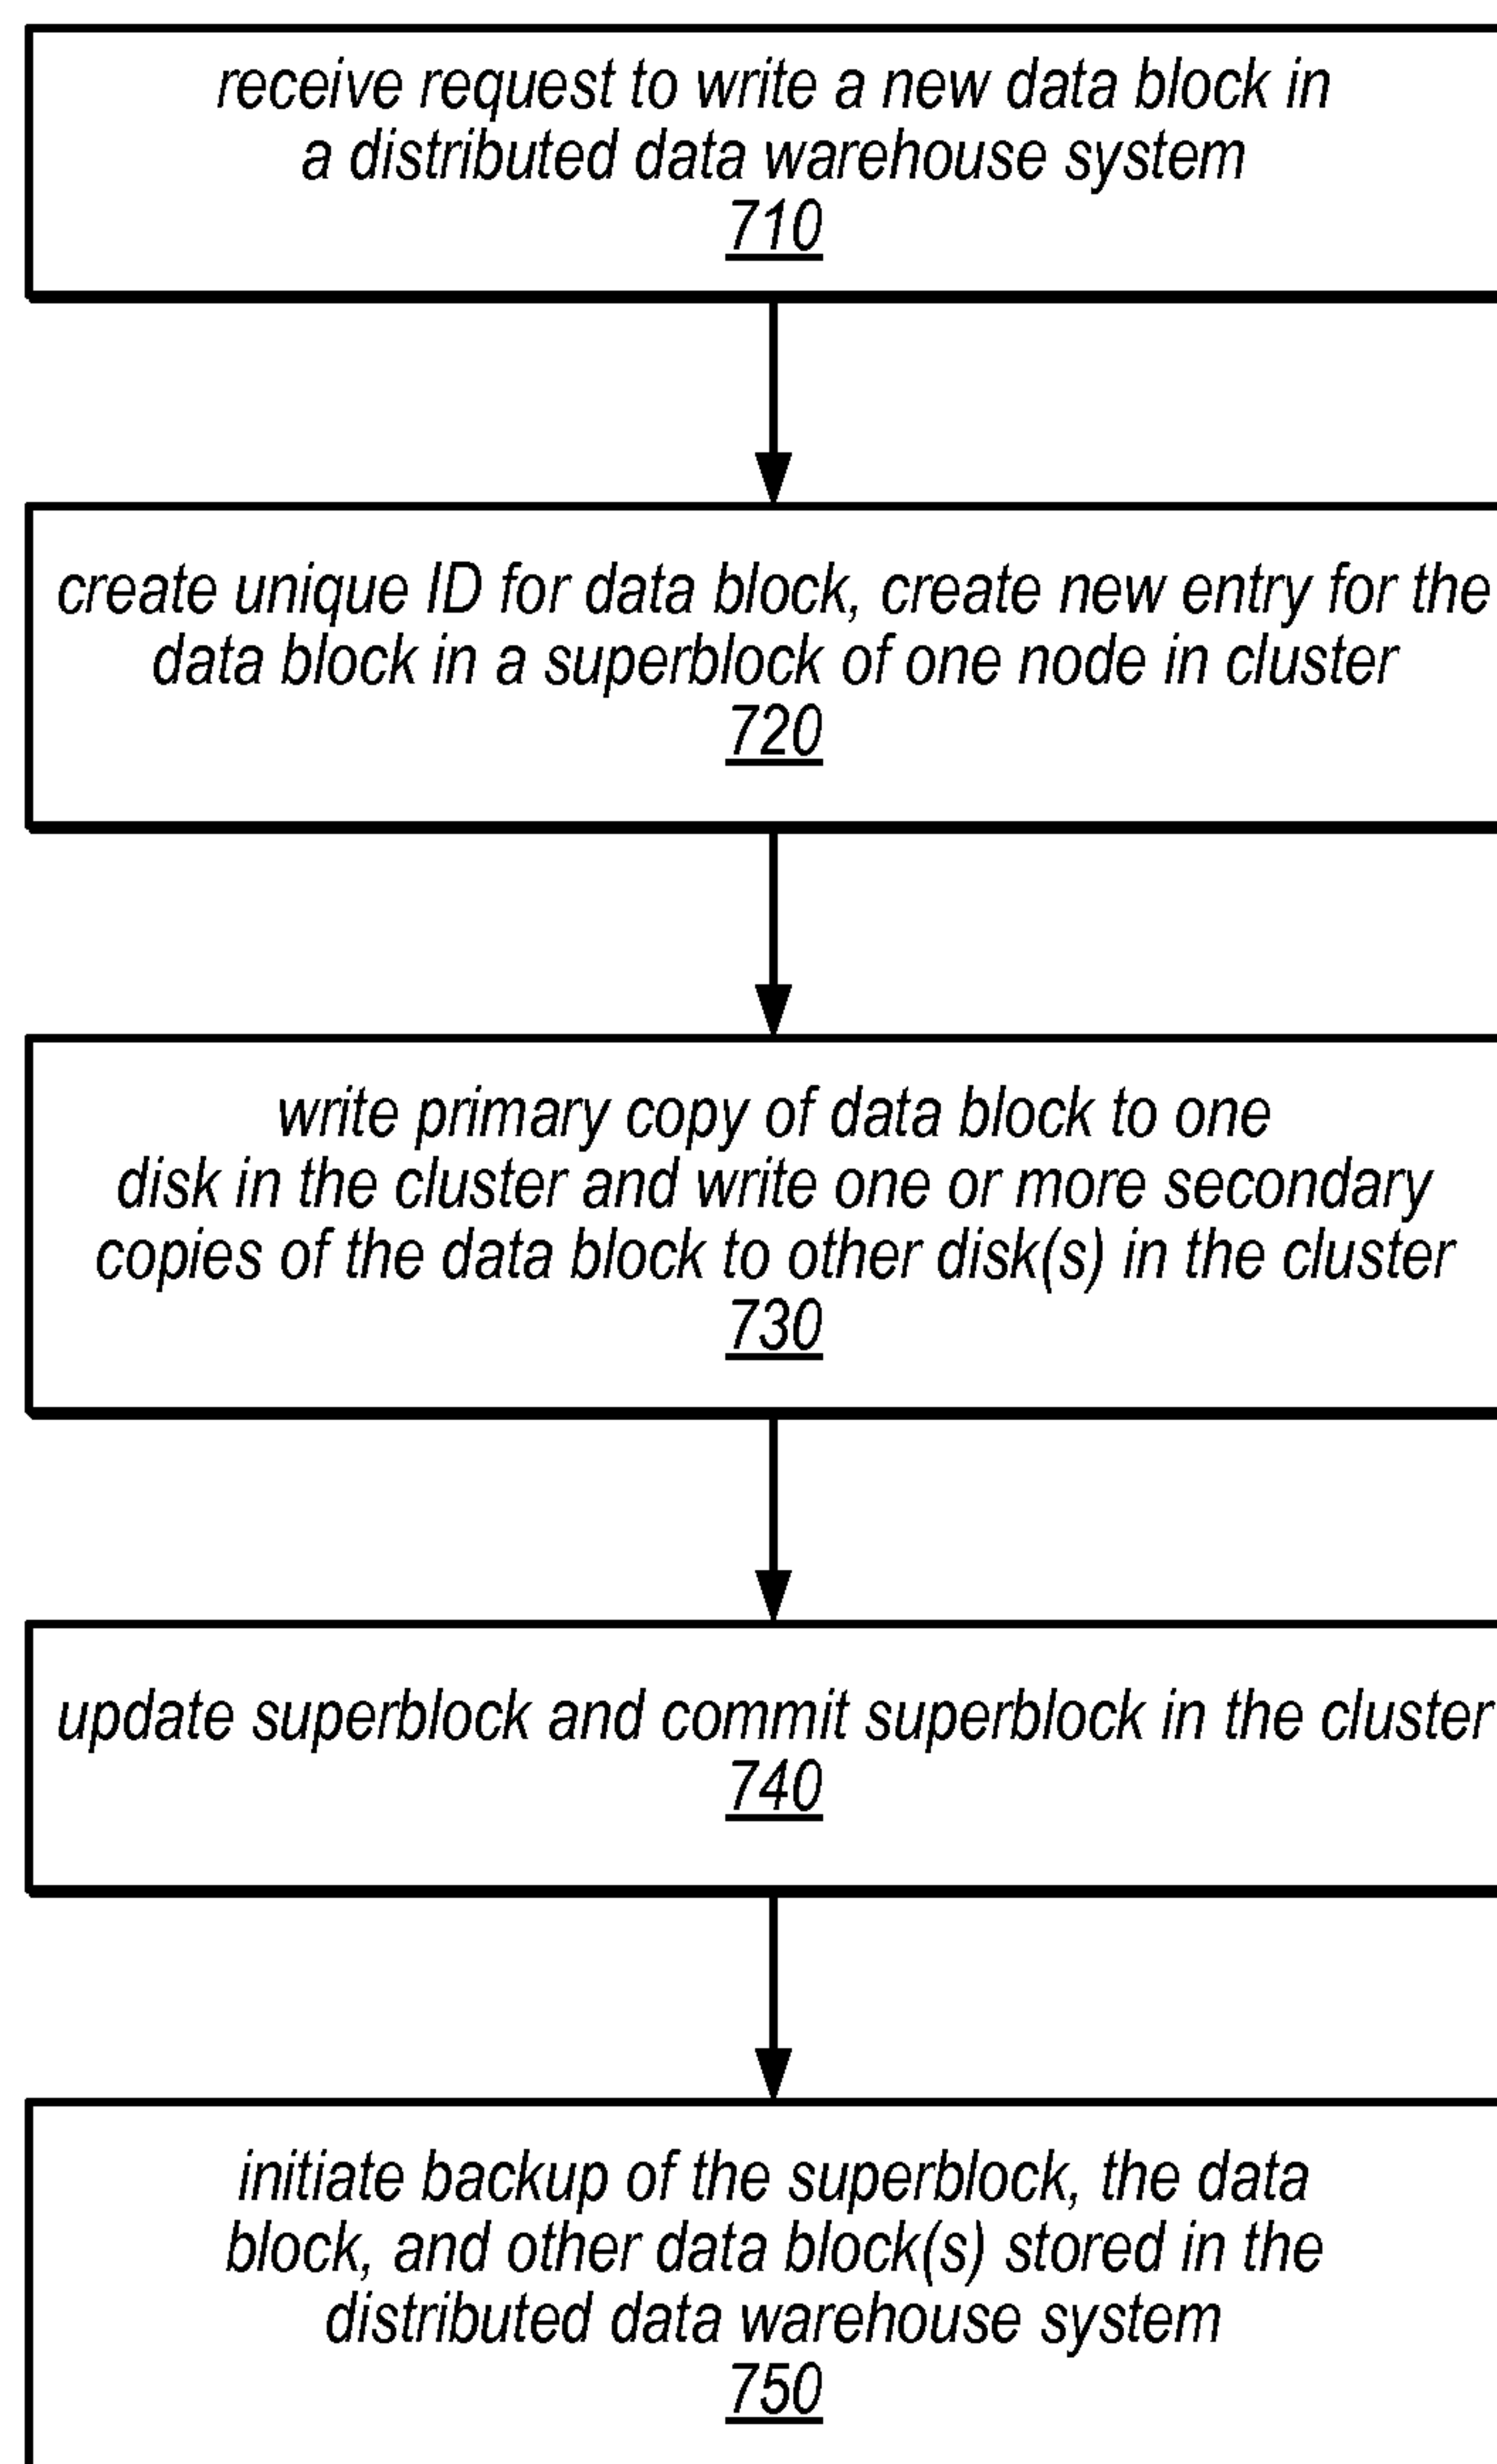 receive request to write a new data block in
a distributed data warehouse system
710
create unique ID for data block, create new entry for the
data block in a superblock of one node in cluster
720
write primary copy of data block to one
disk in the cluster and write one or more secondary
copies of the data block to other disk(s) in the cluster
730
update superblock and commit superblock in the cluster
740
initiate backup of the superblock, the data
block, and other data block(s) stored in the
distributed data warehouse system
750